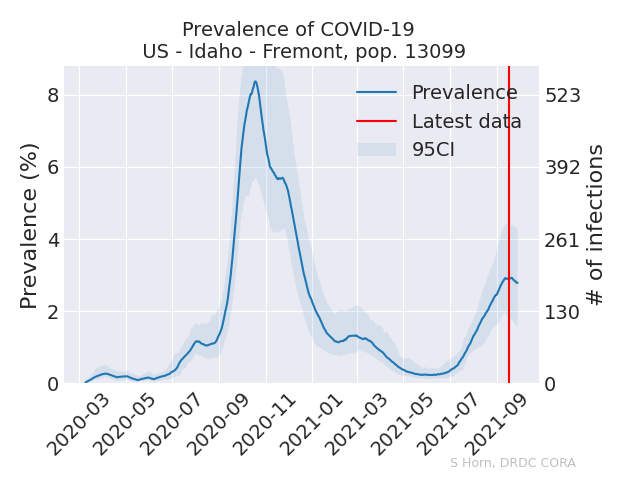 Prevalence of COVID-19
US - Idaho - Fremont, pop. 13099
Prevalence (%)
8
6
4
2
0
Prevalence
Latest data
95CI
523
392
261
130
0
# of infections
2020-03
2020-05
2020-07
2020-09
2020-11
2021-01
2021-03
2021-05
2021-07
2021-09
S Horn, DRDC CORA